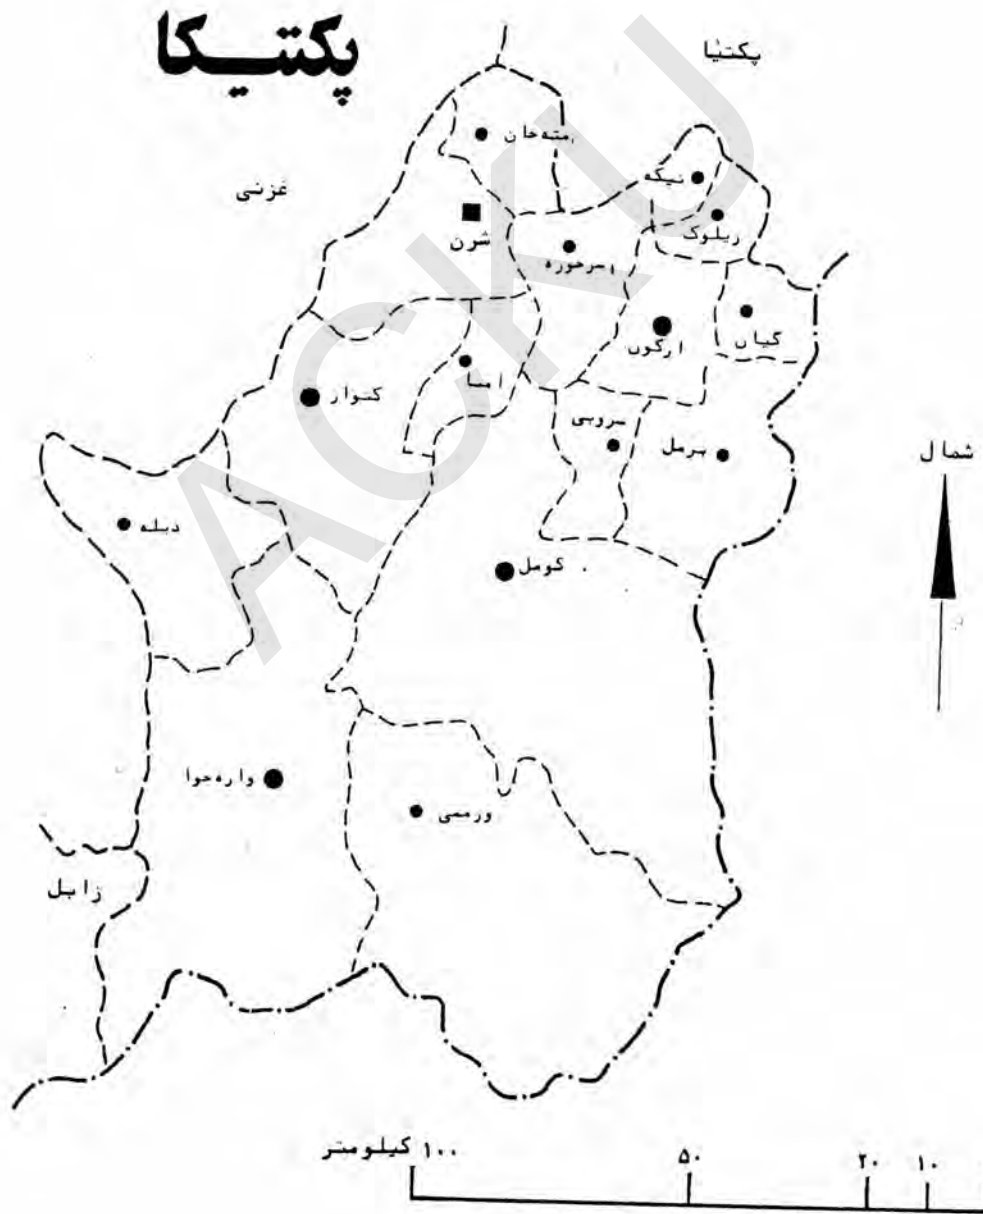 پکتیکا
پکتیا
غزنی
مته خان
نیکه
زیلوک
شرن
سرحوزه
ارگون
گیان
کتواز
امنا
سروبی
برمل
شمال
دیله
گومل
واره خوا
ورممی
زابل
۱۰ ۲۰ ۵۰ ۱۰۰ کیلومتر
ACKU